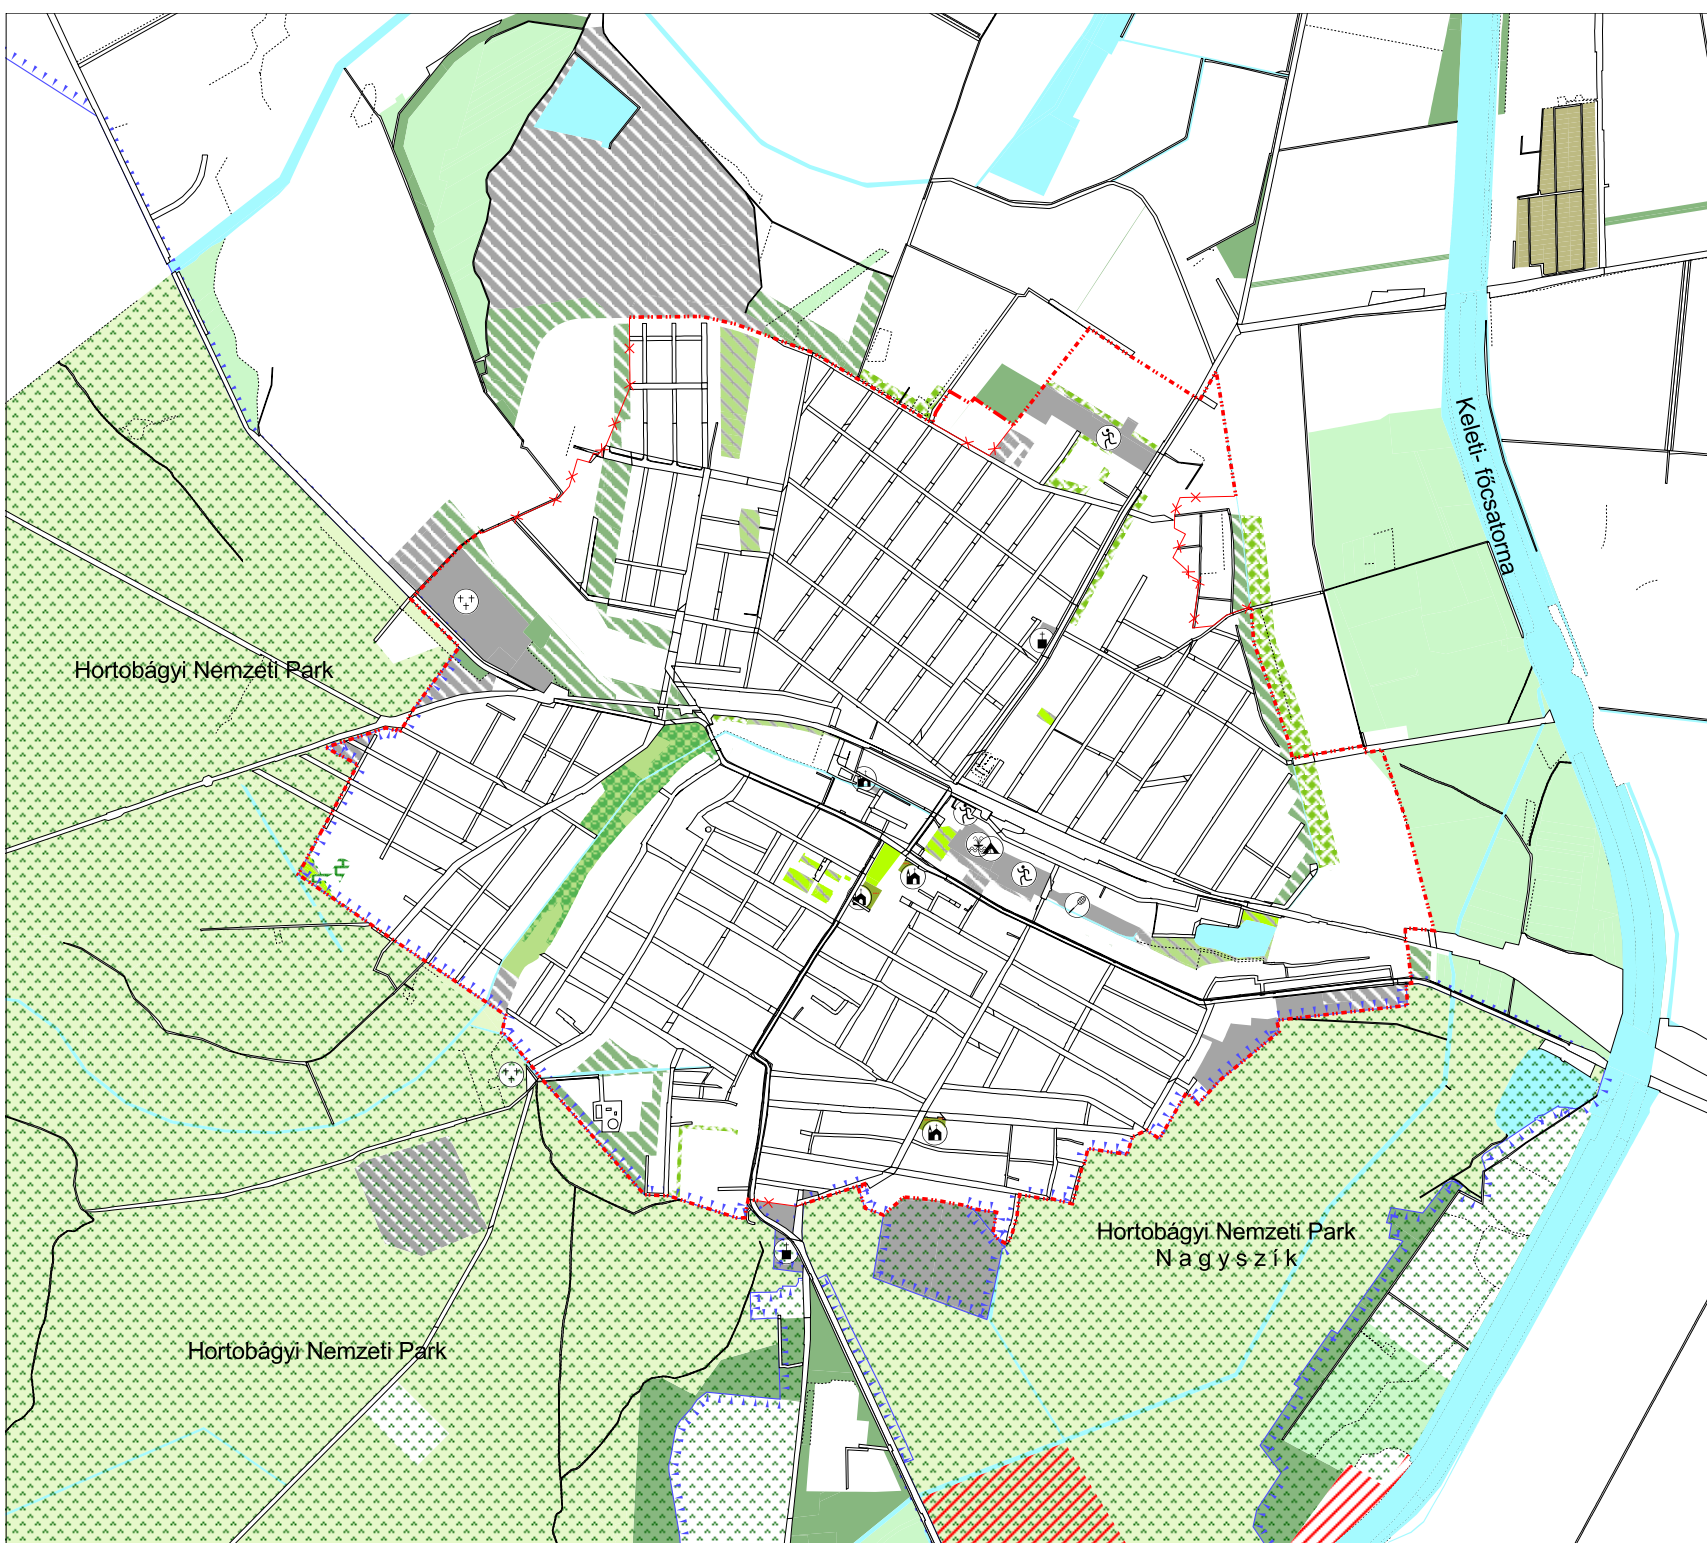 Keleti- főcsatorna
Hortobágyi Nemzeti Park
Hortobágyi Nemzeti Park
N a g y s z í k
Hortobágyi Nemzeti Park